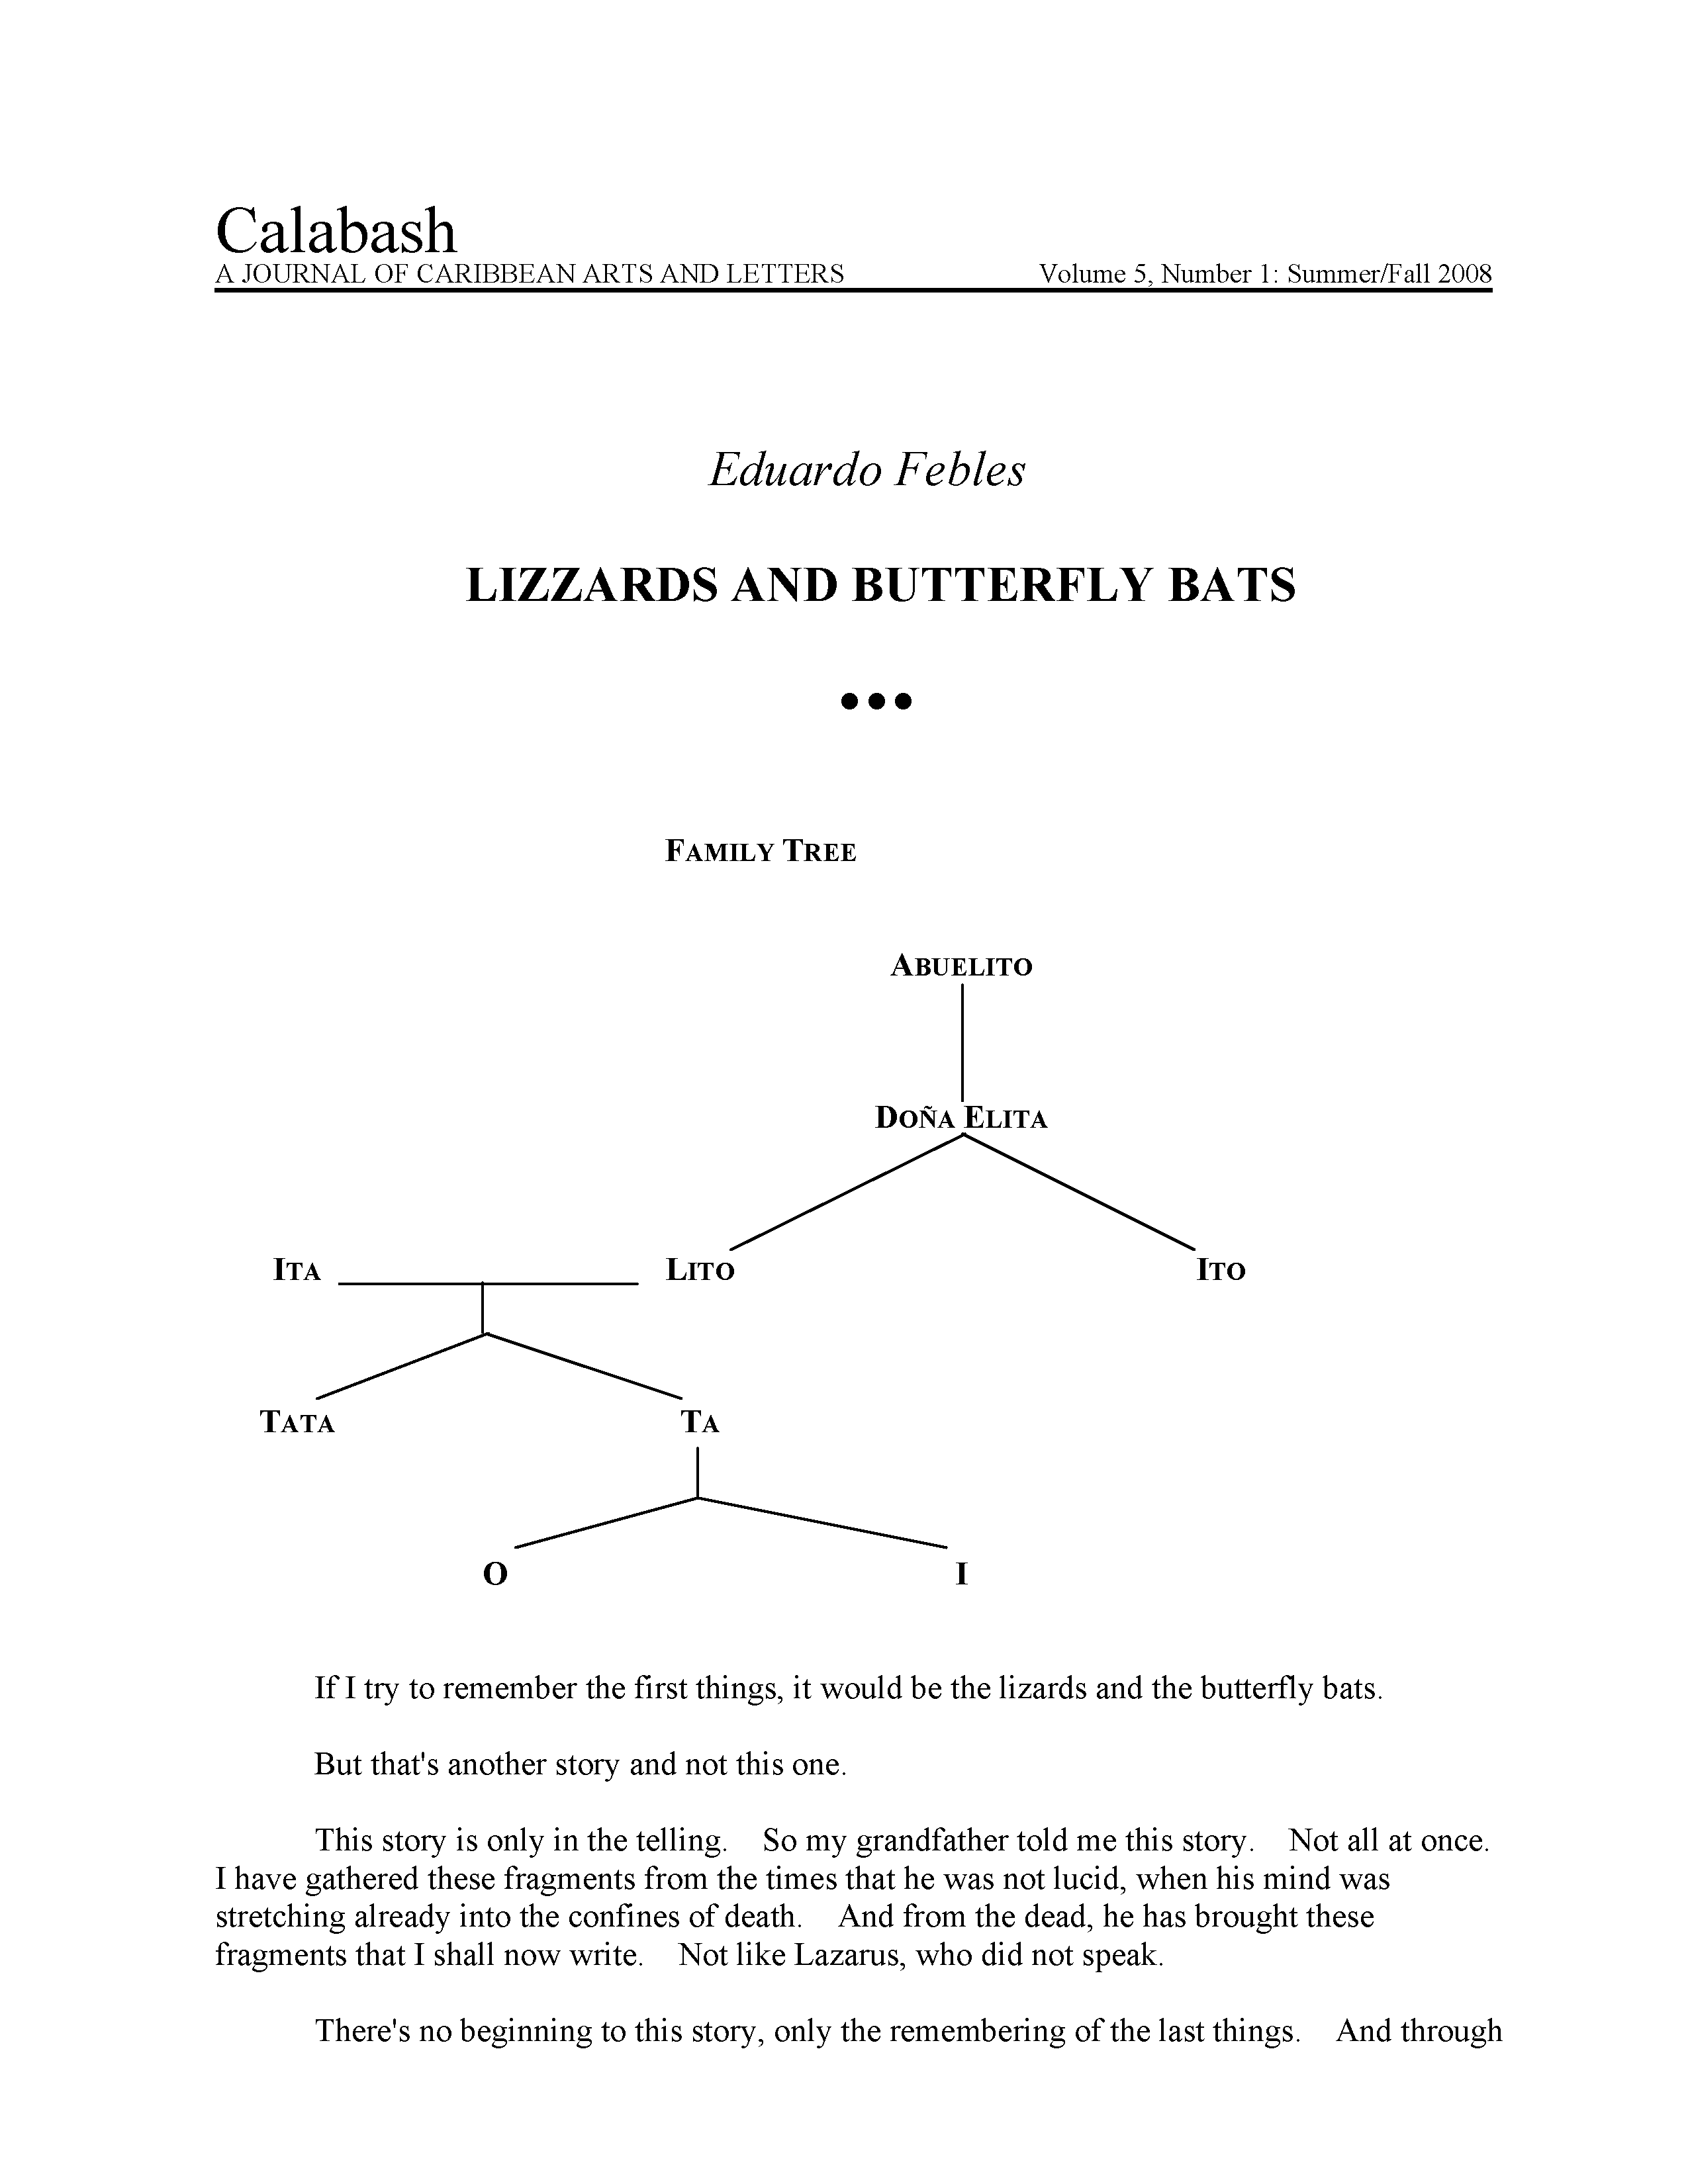 Calabash
A JOURNAL OF CARIBBEAN ARTS AND LETTERS Volume 5, Number 1: Summer/Fall 2008
Eduardo Febles
LIZZARDS AND BUTTERFLY BATS
•••
FAMILY TREE
ABUELITO
DOÑA ELITA
ITA LITO ITO
TATA TA
O I
If I try to remember the first things, it would be the lizards and the butterfly bats.
But that's another story and not this one.
This story is only in the telling. So my grandfather told me this story. Not all at once.
I have gathered these fragments from the times that he was not lucid, when his mind was
stretching already into the confines of death. And from the dead, he has brought these
fragments that I shall now write. Not like Lazarus, who did not speak.
There's no beginning to this story, only the remembering of the last things. And through